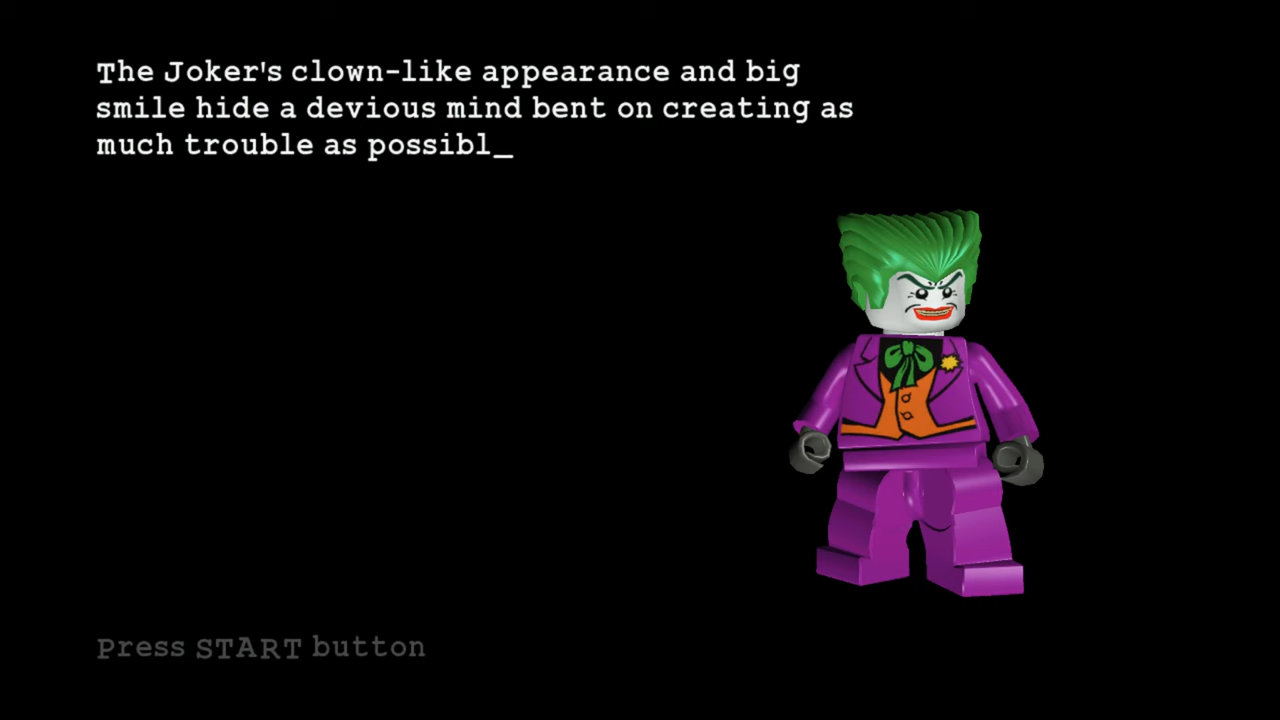 The Joker's clown-like appearance and big
smile hide a devious mind bent on creating as
much trouble as possibl_
Press START button